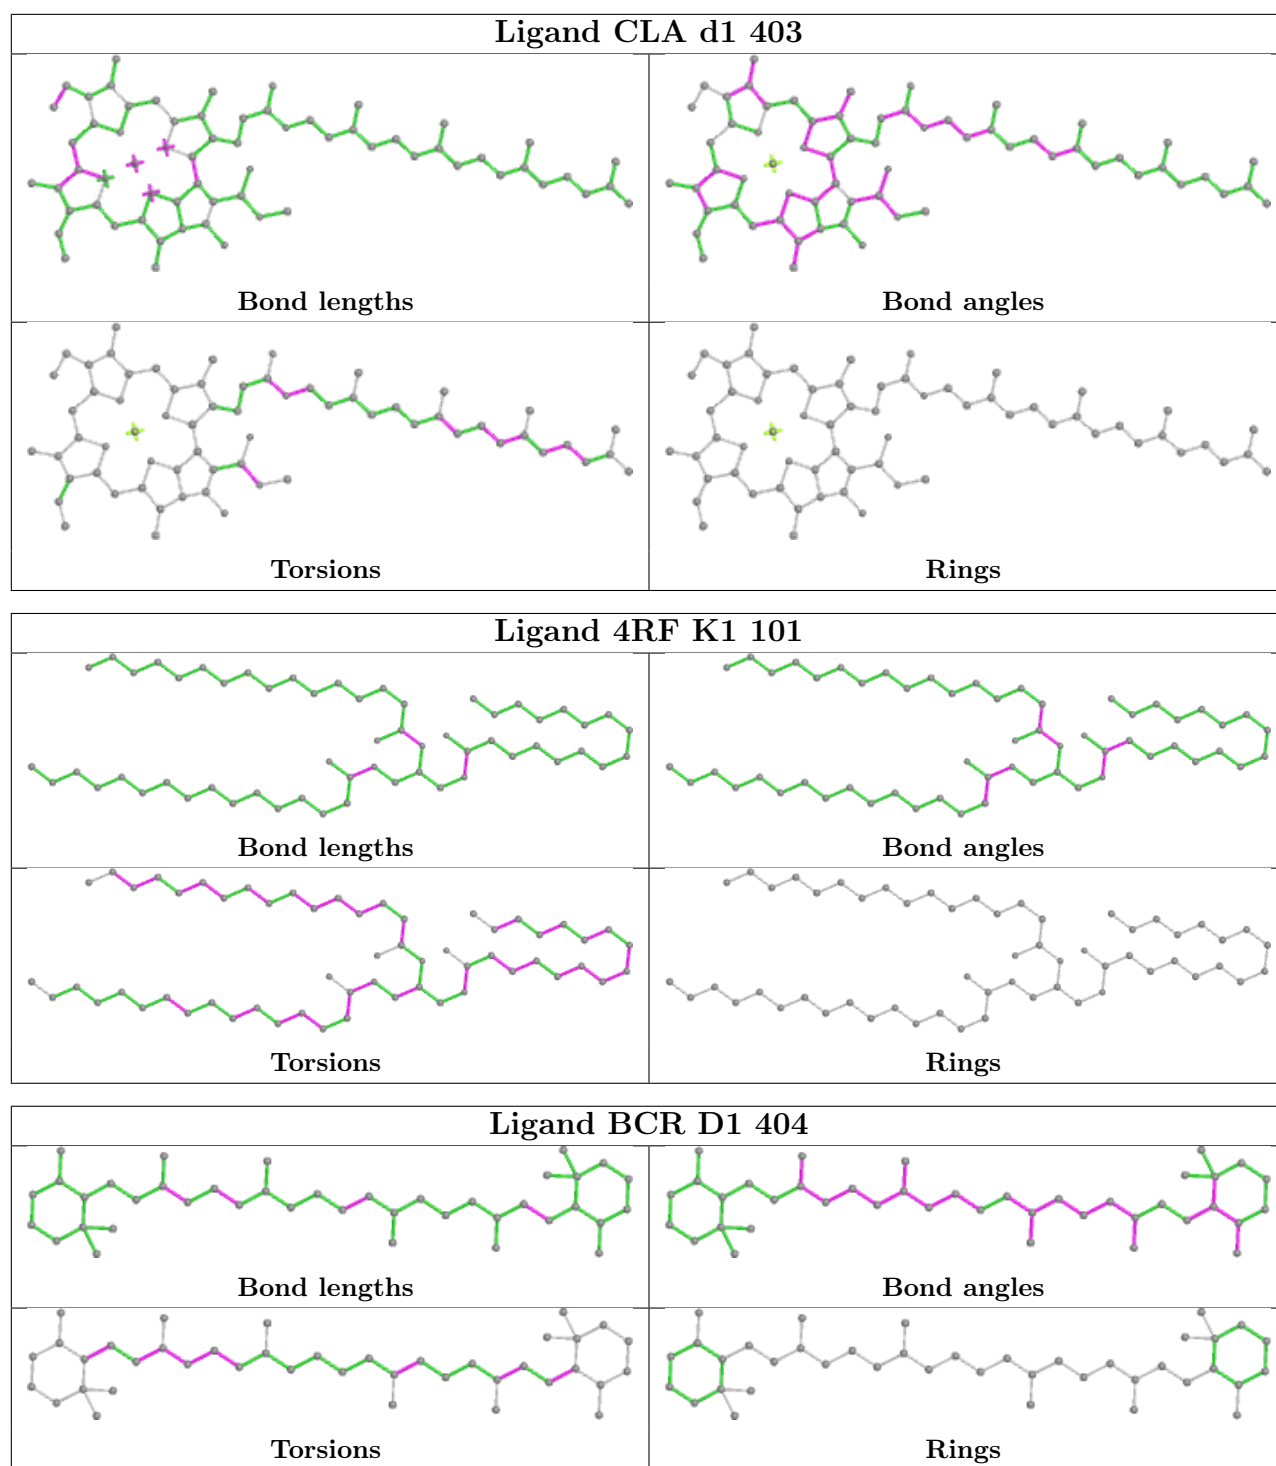 Ligand CLA d1 403
Bond lengths
Bond angles
Torsions
Rings
Ligand 4RF K1 101
Bond lengths
Bond angles
Torsions
Rings
Ligand BCR D1 404
Bond lengths
Bond angles
Torsions
Rings